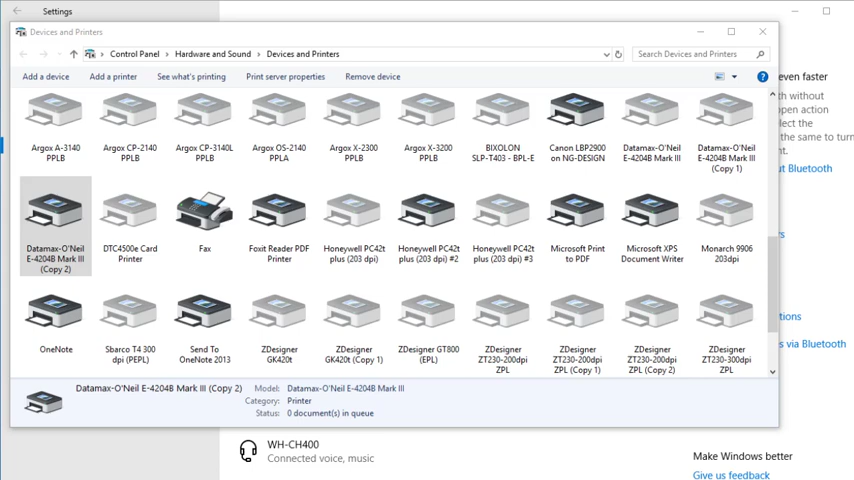 Settings
Devices and Printers
Control Panel > Hardware and Sound > Devices and Printers
Search Devices and Printers
Add a device
Add a printer
See what's printing
Print server properties
Remove device
even faster
th without
open action
lect the
the same to turn
nt.
ut Bluetooth
Argox A-3140
PPLB
Argox CP-2140
PPLB
Argox CP-3140L
PPLB
Argox OS-2140
PPLA
Argox X-2300
PPLB
Argox X-3200
PPLB
BIXOLON
SLP-T403 - BPL-E
Canon LBP2900
on NG-DESIGN
Datamax-O'Neil
E-4204B Mark III
Datamax-O'Neil
E-4204B Mark III
(Copy 1)
Datamax-O'Neil
E-4204B Mark III
(Copy 2)
DTC4500e Card
Printer
Fax
Foxit Reader PDF
Printer
Honeywell PC42t
plus (203 dpi)
Honeywell PC42t
plus (203 dpi) #2
Honeywell PC42t
plus (203 dpi) #3
Microsoft Print
to PDF
Microsoft XPS
Document Writer
Monarch 9906
203dpi
OneNote
Sbarco T4 300
dpi (PEPL)
Send To
OneNote 2013
ZDesigner
GK420t
ZDesigner
GK420t (Copy 1)
ZDesigner GT800
(EPL)
ZDesigner
ZT230-200dpi
ZPL
ZDesigner
ZT230-200dpi
ZPL (Copy 1)
ZDesigner
ZT230-200dpi
ZPL (Copy 2)
ZDesigner
ZT230-300dpi
ZPL
tions
s via Bluetooth
Datamax-O'Neil E-4204B Mark III (Copy 2)
Model: Datamax-O'Neil E-4204B Mark III
Category: Printer
Status: 0 document(s) in queue
WH-CH400
Connected voice, music
Make Windows better
Give us feedback